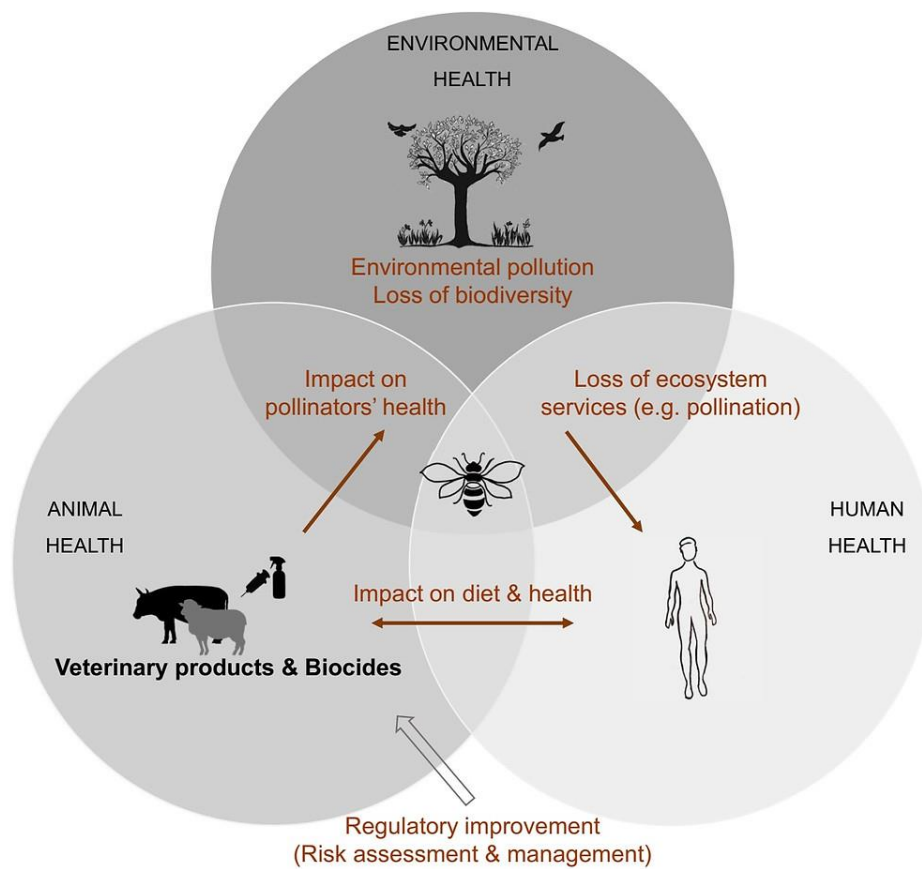 ENVIRONMENTAL
HEALTH
Environmental pollution
Loss of biodiversity
Impact on
pollinators’ health
Loss of ecosystem
services (e.g. pollination)
ANIMAL
HEALTH
HUMAN
HEALTH
Impact on diet & health
Veterinary products & Biocides
Regulatory improvement
(Risk assessment & management)